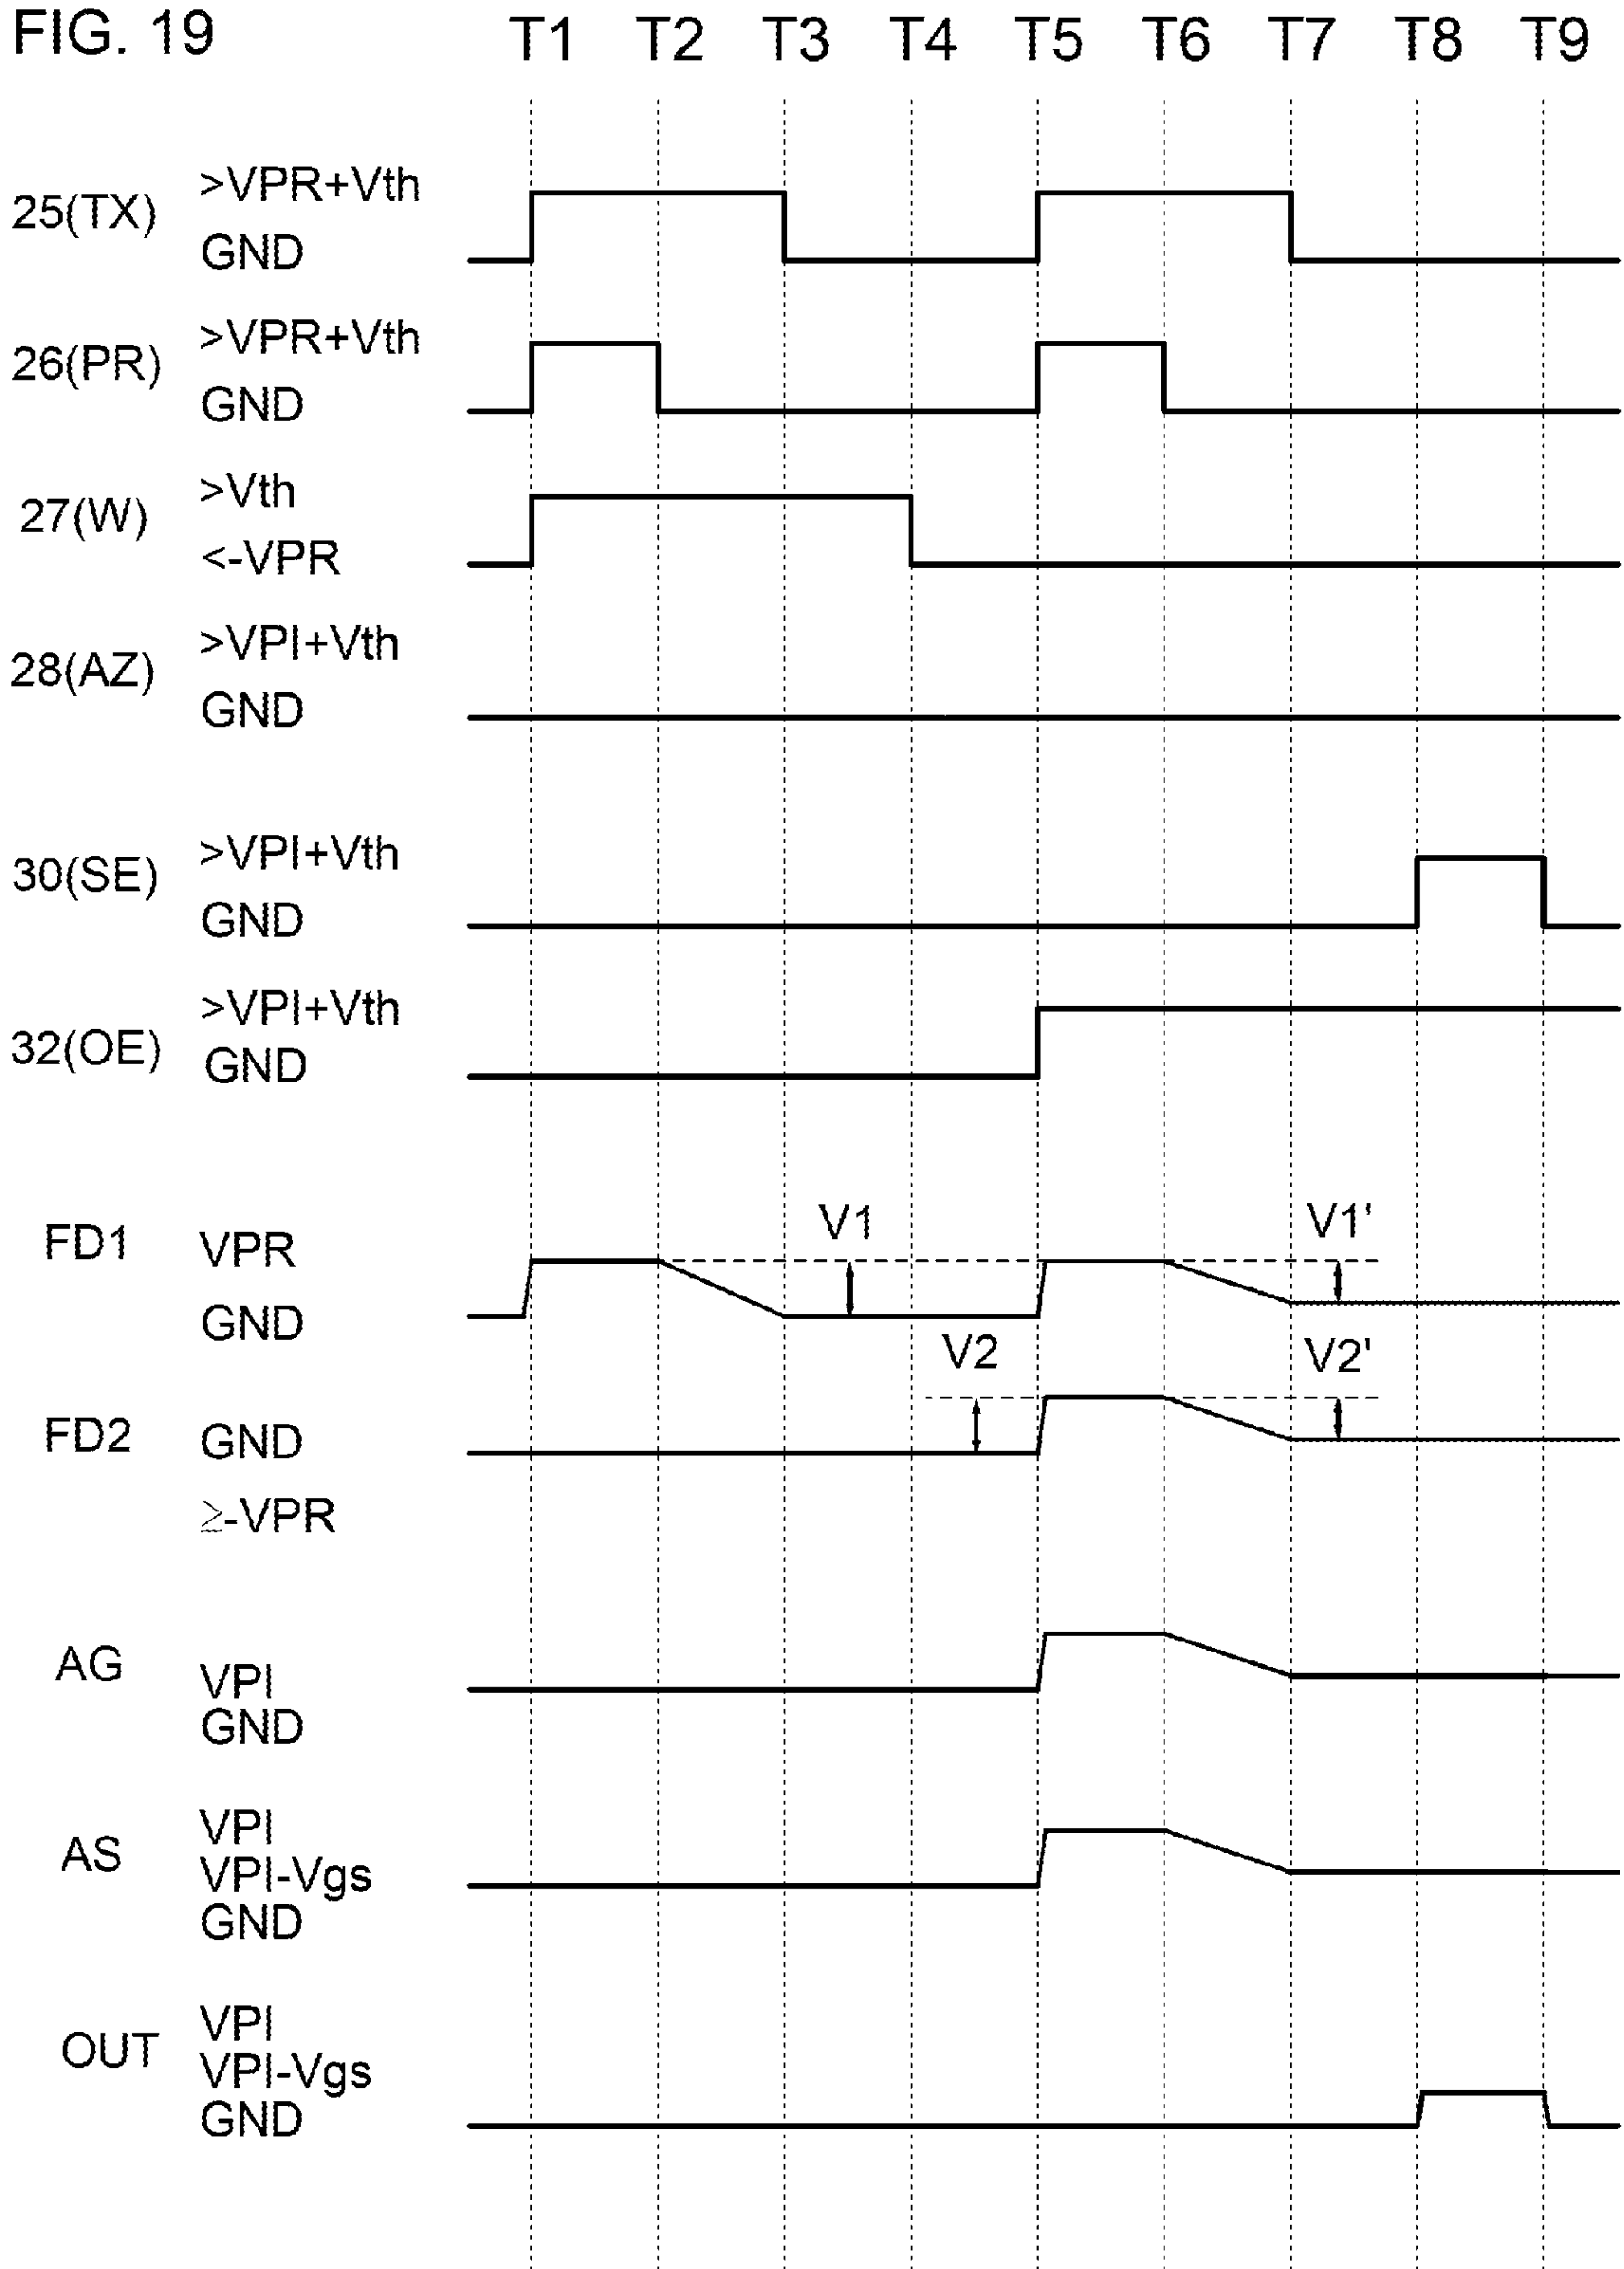 FIG. 19
T1 T2 T3 T4 T5 T6 T7 T8 T9
25(TX)
>VPR+Vth
GND
26(PR)
>VPR+Vth
GND
27(W)
>Vth
<-VPR
28(AZ)
>VPI+Vth
GND
30(SE)
>VPI+Vth
GND
32(OE)
>VPI+Vth
GND
FD1
VPR
GND
V1
V1'
FD2
GND
≥-VPR
V2
V2'
AG
VPI
GND
AS
VPI
VPI-Vgs
GND
OUT
VPI
VPI-Vgs
GND